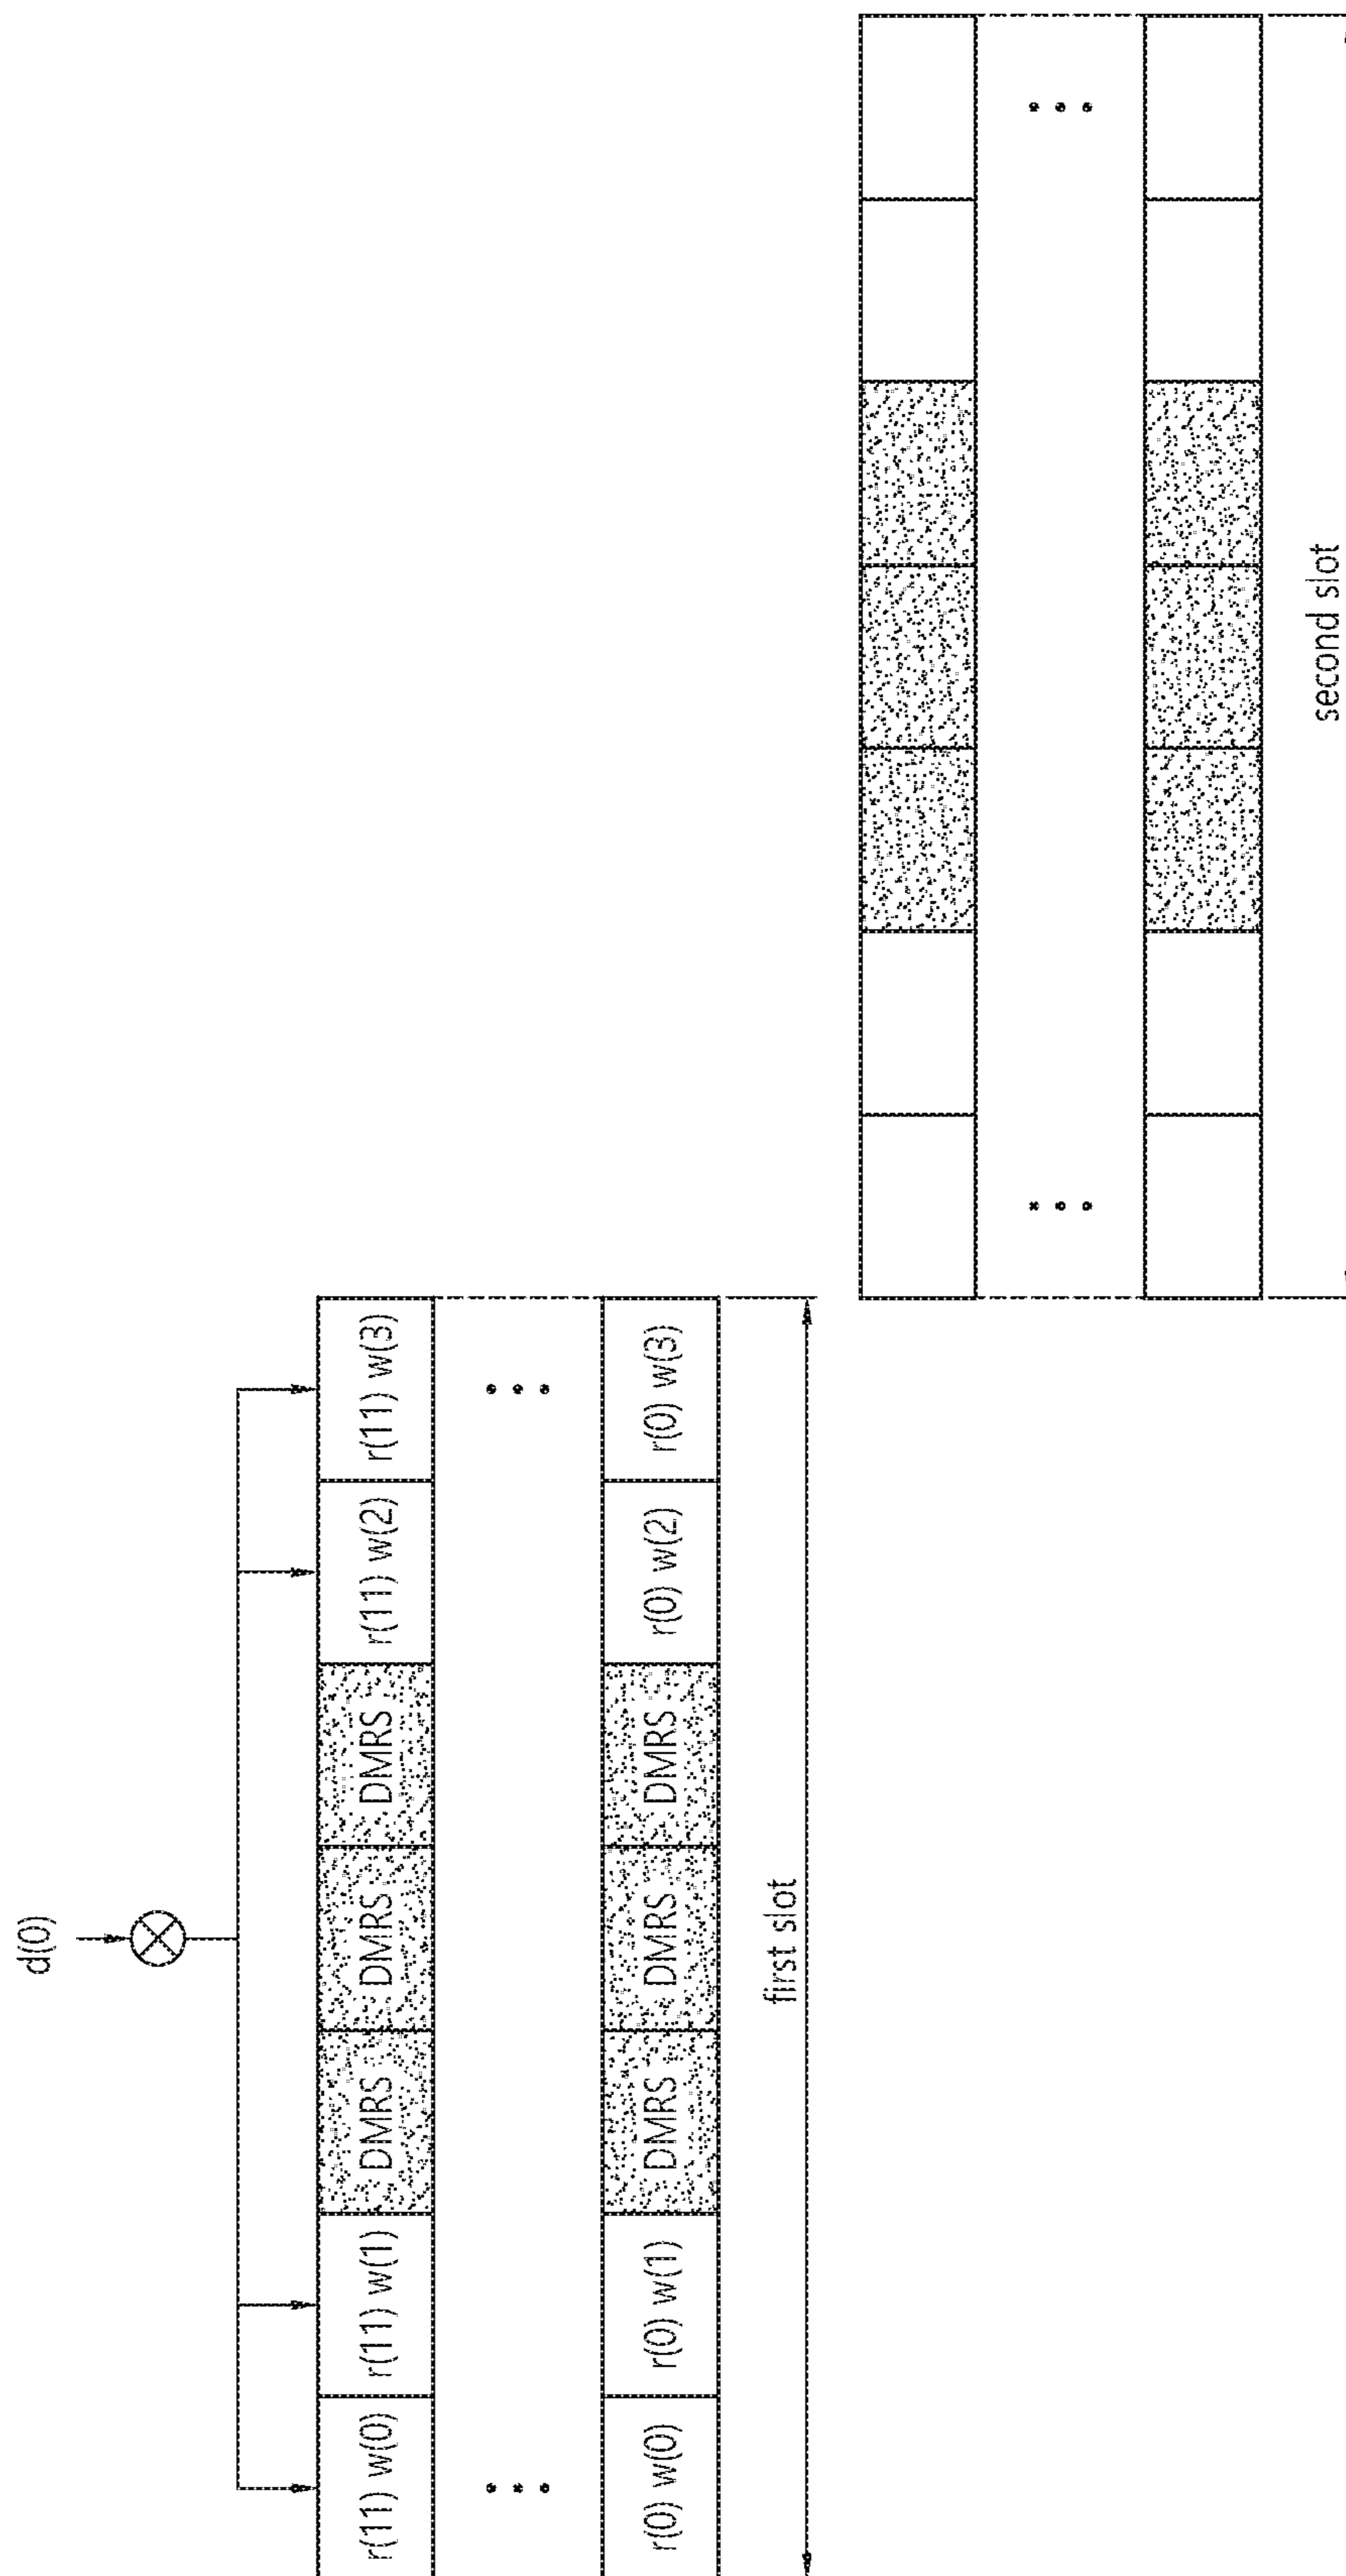 d(0)
r(11) w(0)
r(11) w(1)
DMRS
DMRS
DMRS
r(11) w(2)
r(11) w(3)
r(0) w(0)
r(0) w(1)
DMRS
DMRS
DMRS
r(0) w(2)
r(0) w(3)
first slot
second slot